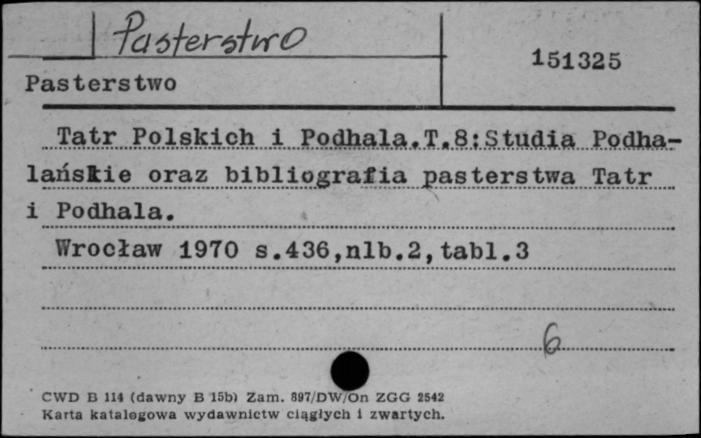 Pasterstwo
151325
Pasterstwo
Tatr Polskich i Podhala.T.8:Studia Podha-
lańskie oraz bibliografia pasterstwa Tatr
i Podhala.
Wrocław 1970 s.436,nlb.2,tabl.3
6
CWD B 114 (dawny B 15b) Zam. 897/DW/On ZGG 2542
Karta katalogowa wydawnictw ciągłych i zwartych.